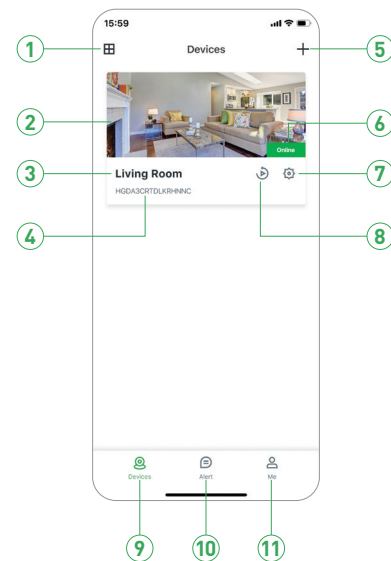 15:59
1
Devices
5
2
6
Online
3
Living Room
7
HGDA3CRTDLKRHNNC
4
8
Devices
Alert
Me
9
10
11